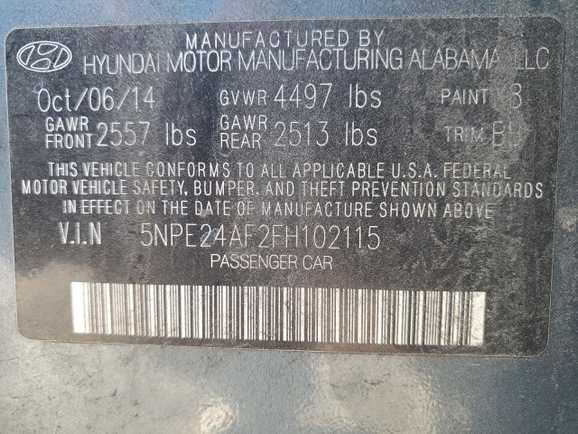 MANUFACTURED BY
HYUNDAI MOTOR MANUFACTURING ALABAMA, LLC
Oct/06/14 GVWR 4497 lbs PAINT
GAWR FRONT 2557 lbs GAWR REAR 2513 lbs TRIM
THIS VEHICLE CONFORMS TO ALL APPLICABLE U.S.A. FEDERAL
MOTOR VEHICLE SAFETY, BUMPER, AND THEFT PREVENTION STANDARDS
IN EFFECT ON THE DATE OF MANUFACTURE SHOWN ABOVE
V.I.N 5NPE24AF2FH102115
PASSENGER CAR